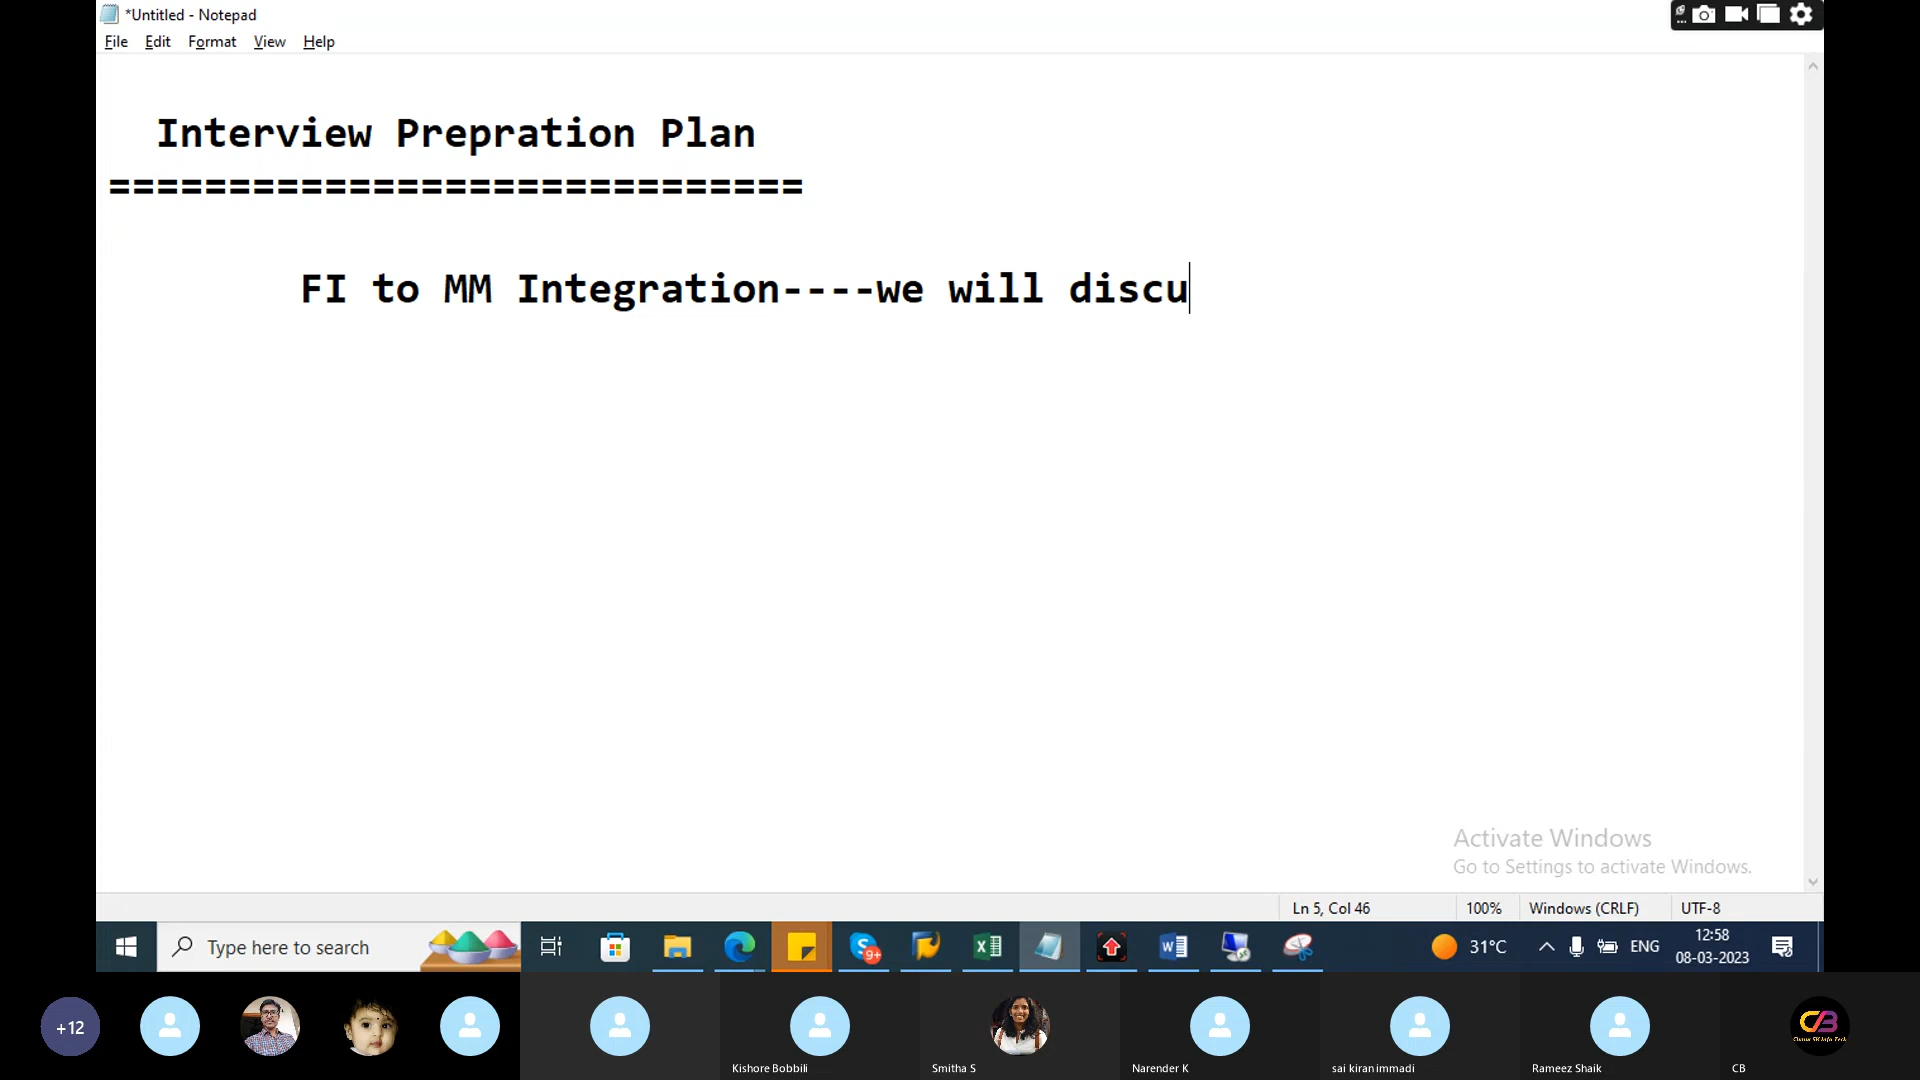 *Untitled - Notepad
File Edit Format View Help
Interview Prepration Plan
=============================
FI to MM Integration----we will discu
Activate Windows
Go to Settings to activate Windows.
Ln 5, Col 46 100% Windows (CRLF) UTF-8
Type here to search
9+
31°C
ENG
12:58
08-03-2023
+12
Kishore Bobbili
Smitha S
Narender K
sai kiran immadi
Rameez Shaik
CB